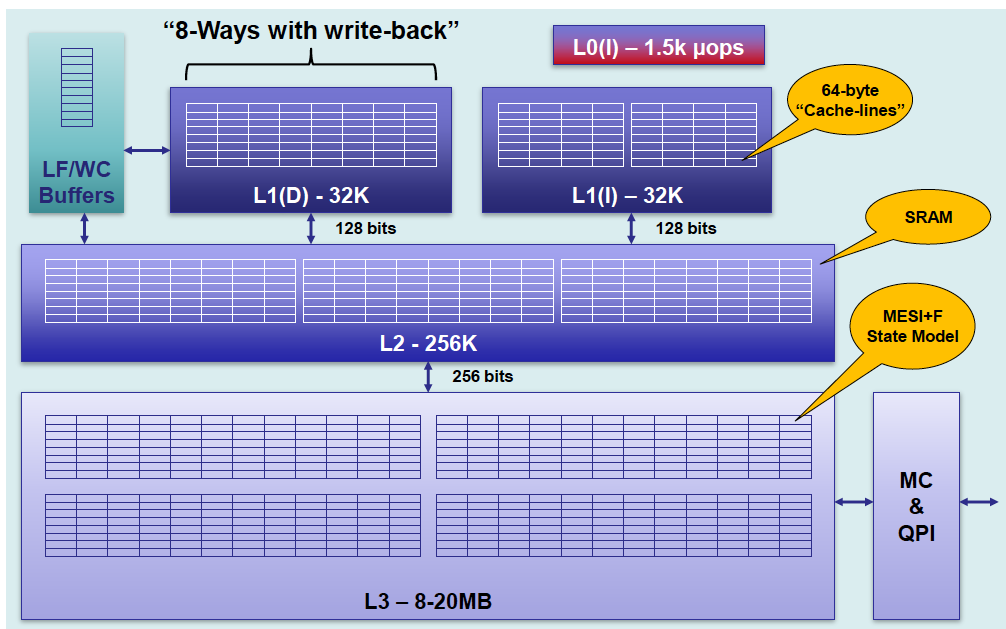 “8-Ways with write-back”
L0(I) – 1.5k µops
64-byte
“Cache-lines”
LF/WC
Buffers
L1(D) - 32K
L1(I) – 32K
128 bits
128 bits
SRAM
L2 - 256K
MESI+F
State Model
256 bits
MC
&
QPI
L3 – 8-20MB